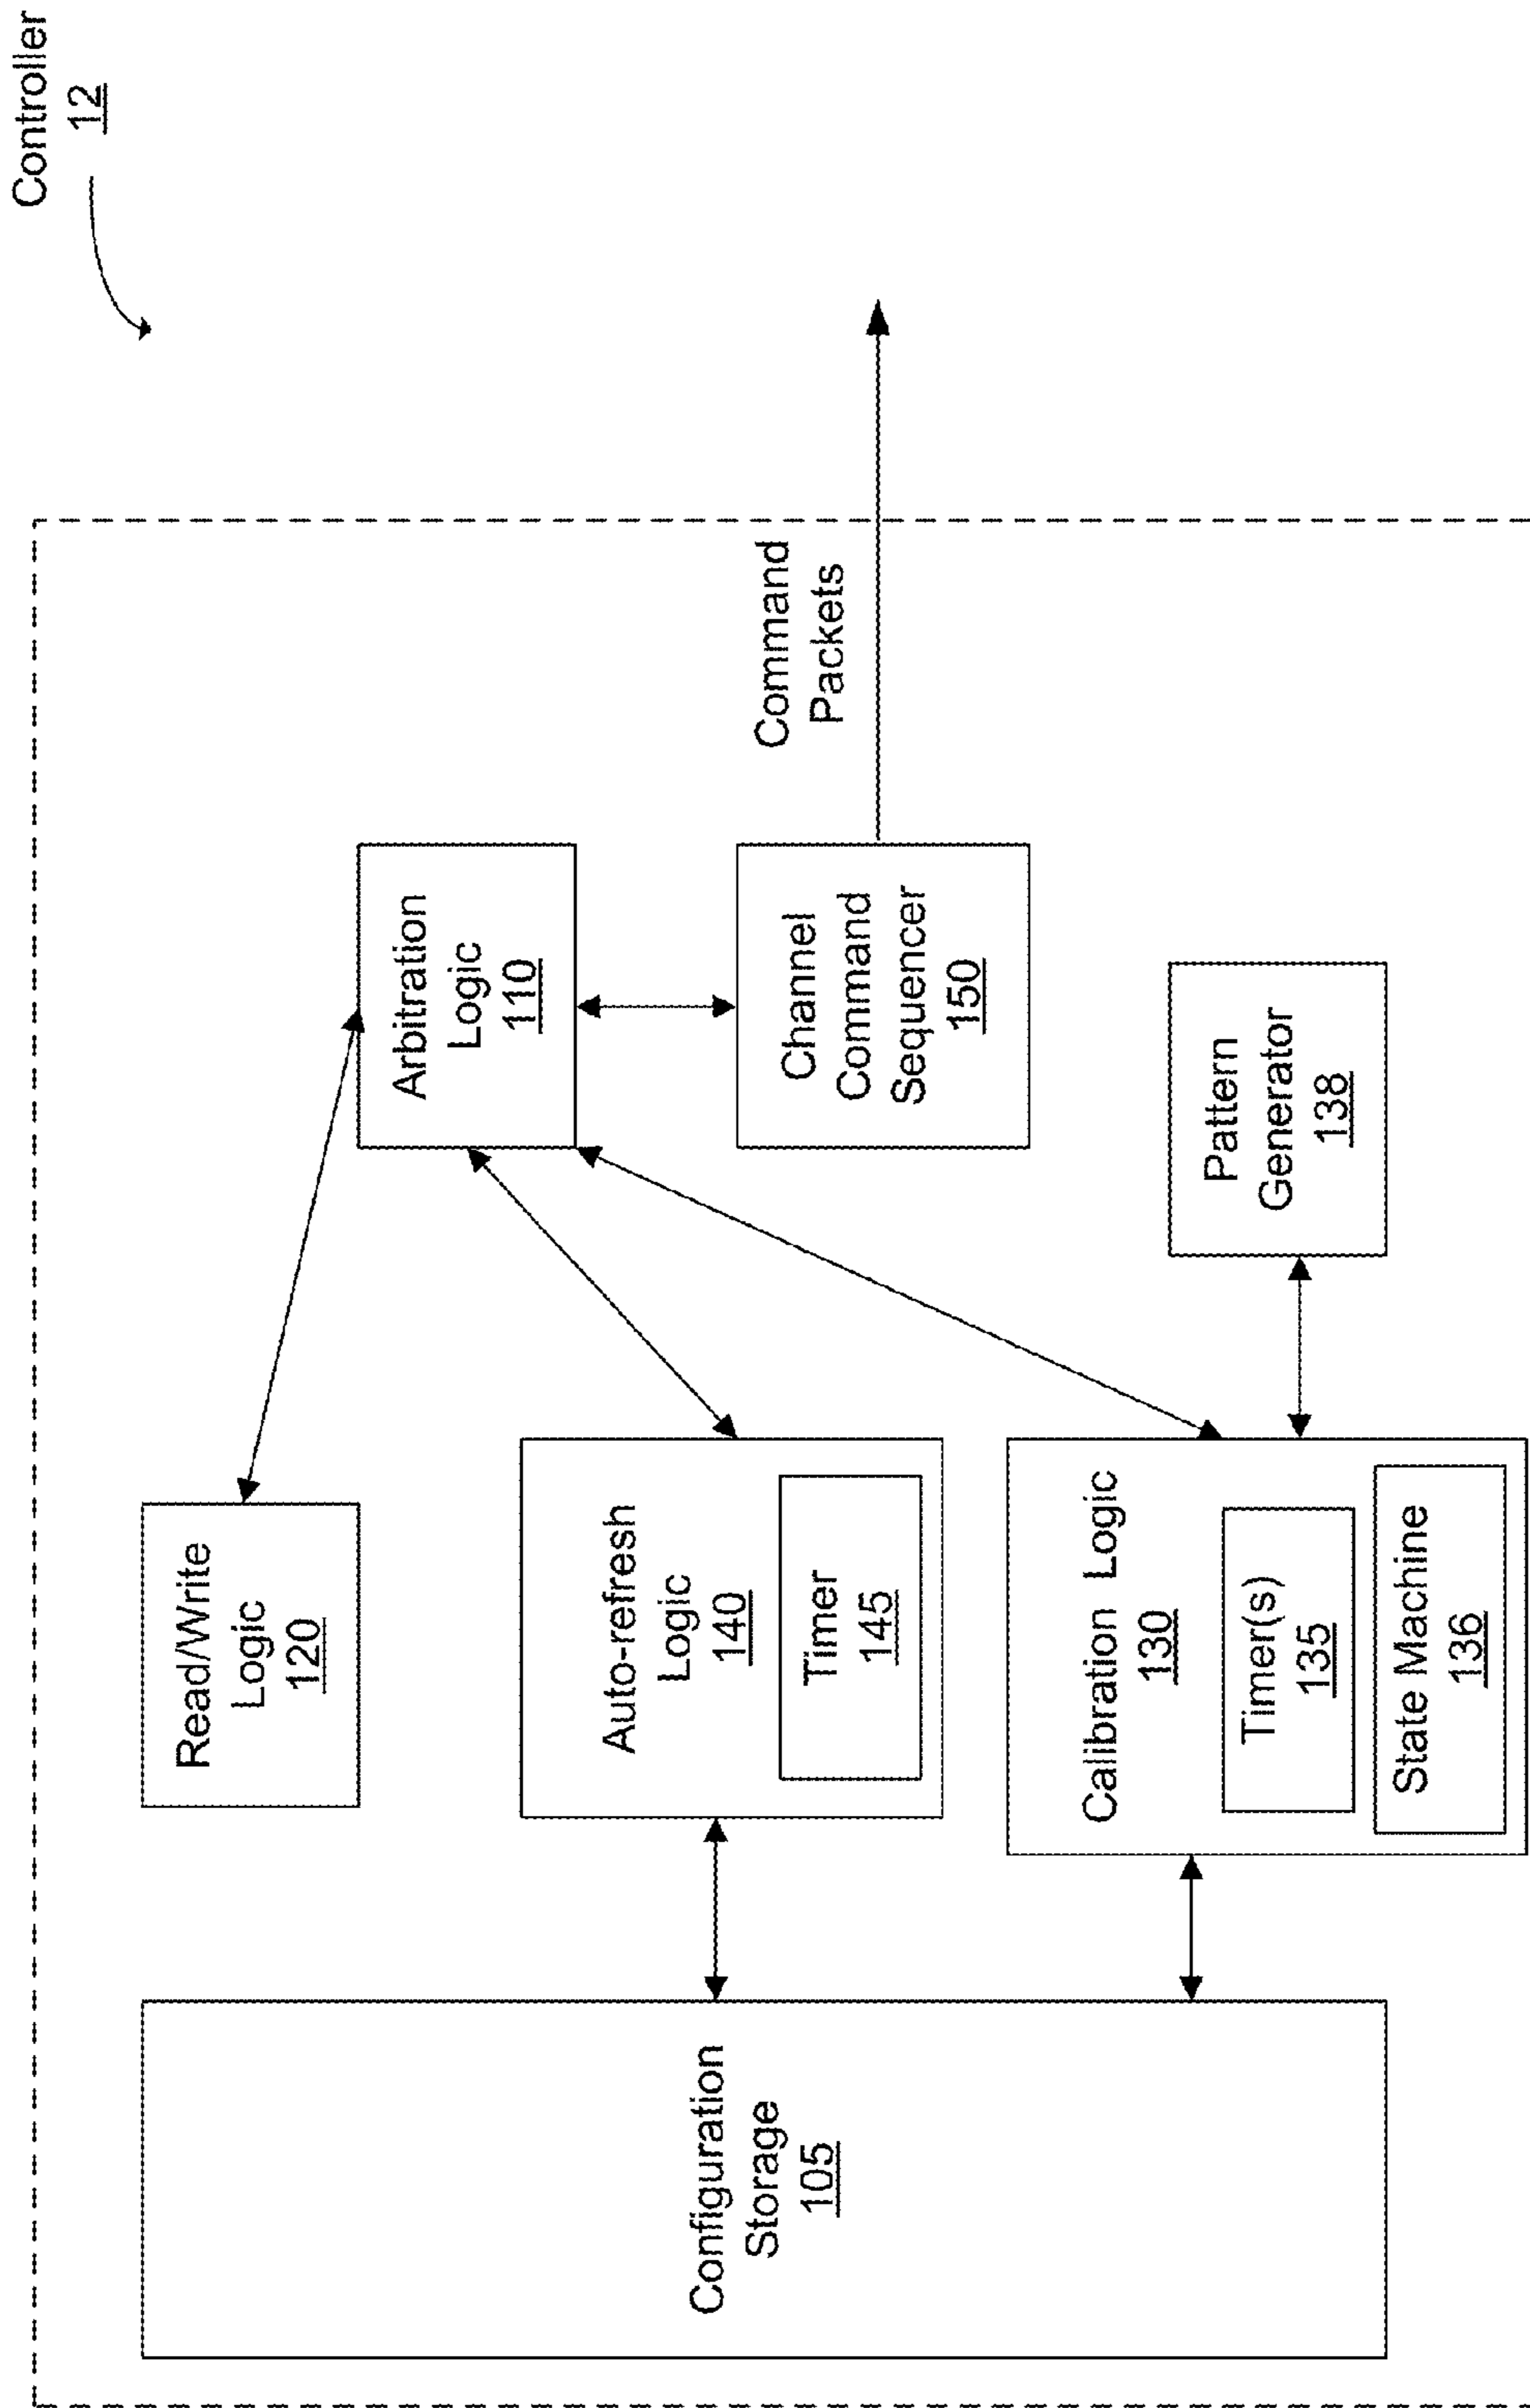 Controller
12
Configuration
Storage
105
Read/Write
Logic
120
Auto-refresh
Logic
140
Timer
145
Calibration Logic
130
Timer(s)
135
State Machine
136
Arbitration
Logic
110
Channel
Command
Sequencer
150
Pattern
Generator
138
Command
Packets